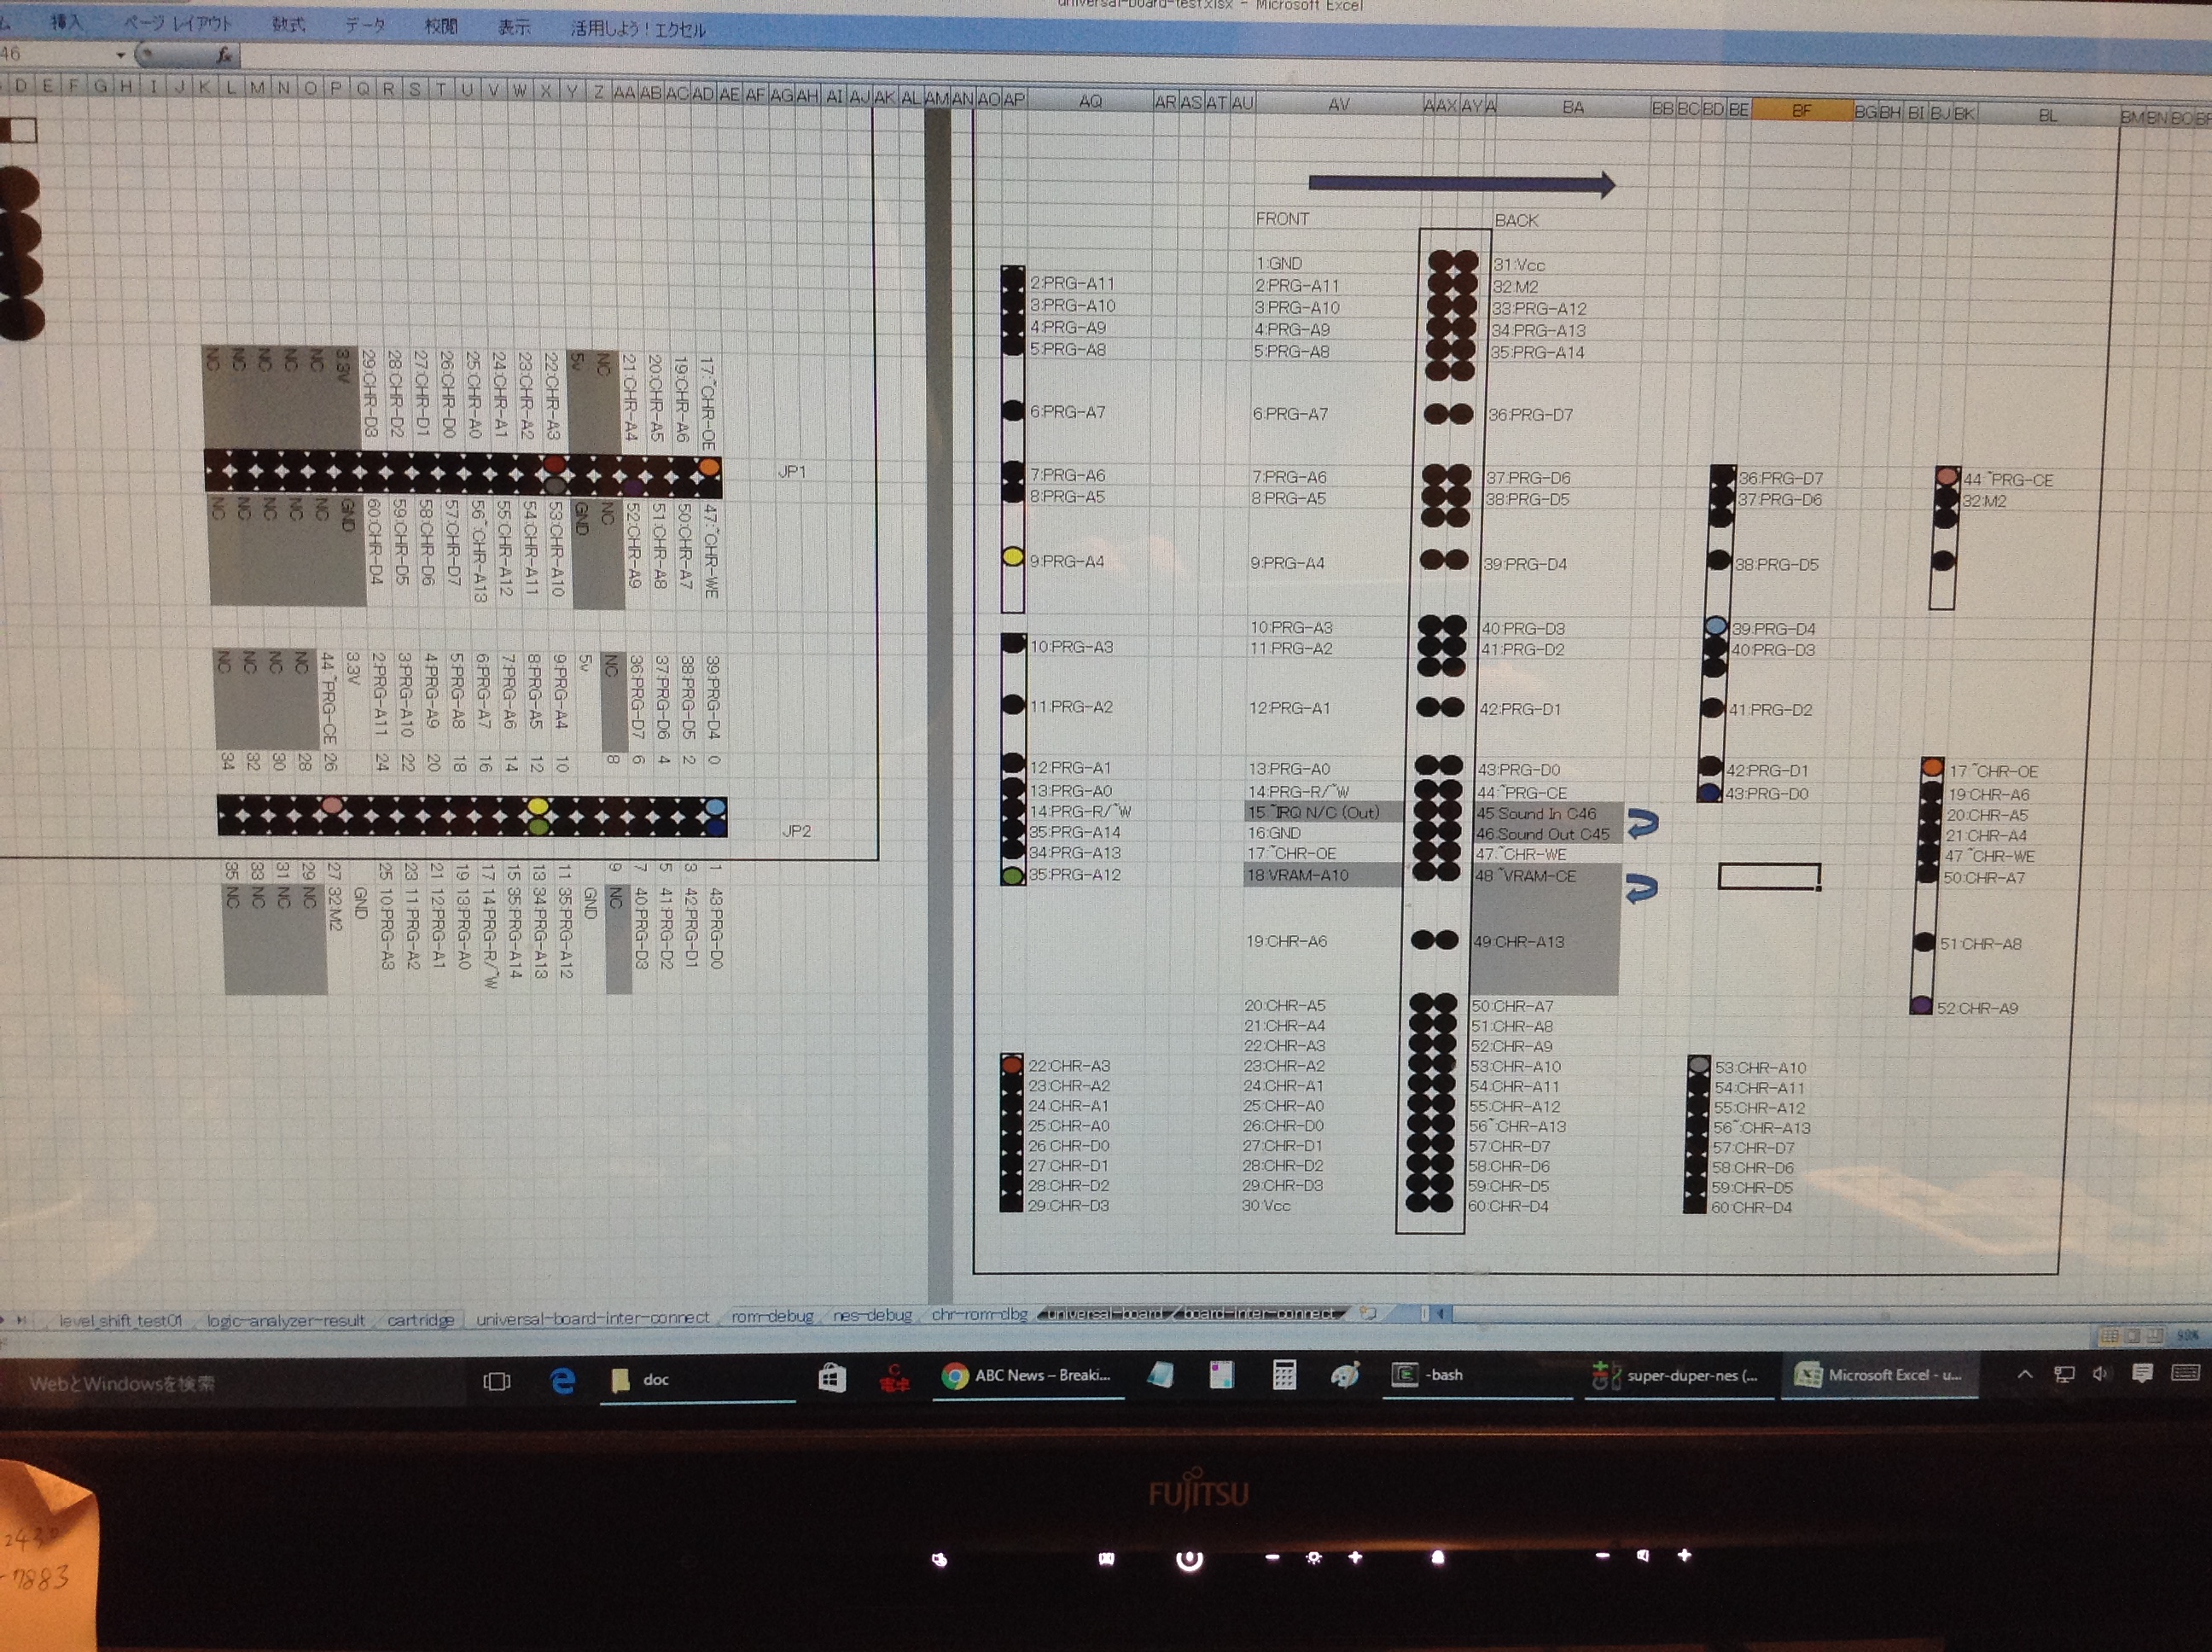 universal-board-test.xlsx - Microsoft Excel
挿入 ページ レイアウト 数式 データ 校閲 表示 活用しよう！エクセル
46 fx
D E F G H I J K L M N O P Q R S T U V W X Y Z AA AB AC AD AE AF AG AH AI AJ AK AL AM AN AO AP AQ AR AS AT AU AV A AX AY A BA BB BC BD BE BF BG BH BI BJ BK BL BM BN BO BP
NC
NC
NC
NC
NC
3.3V
29:CHR-D3
28:CHR-D2
27:CHR-D1
26:CHR-D0
25:CHR-A0
24:CHR-A1
23:CHR-A2
22:CHR-A3
5v
NC
21:CHR-A4
20:CHR-A5
19:CHR-A6
17:~CHR-OE
JP1
NC
NC
NC
NC
NC
GND
60:CHR-D4
59:CHR-D5
58:CHR-D6
57:CHR-D7
56~:CHR-A13
55:CHR-A12
54:CHR-A11
53:CHR-A10
GND
NC
52:CHR-A9
51:CHR-A8
50:CHR-A7
47:~CHR-WE
NC
NC
NC
NC
44:~PRG-CE
3.3V
2:PRG-A11
3:PRG-A10
4:PRG-A9
5:PRG-A8
6:PRG-A7
7:PRG-A6
8:PRG-A5
9:PRG-A4
5v
NC
36:PRG-D7
37:PRG-D6
38:PRG-D5
39:PRG-D4
34 32 30 28 26 24 22 20 18 16 14 12 10 8 6 4 2 0
JP2
35 NC
33 NC
31 NC
29 NC
27 32:M2
GND
25 10:PRG-A3
23 11:PRG-A2
21 12:PRG-A1
19 13:PRG-A0
17 14:PRG-R/~W
15 35:PRG-A14
13 34:PRG-A13
11 35:PRG-A12
GND
9 NC
7 40:PRG-D3
5 41:PRG-D2
3 42:PRG-D1
1 43:PRG-D0
2:PRG-A11
3:PRG-A10
4:PRG-A9
5:PRG-A8
6:PRG-A7
7:PRG-A6
8:PRG-A5
9:PRG-A4
10:PRG-A3
11:PRG-A2
12:PRG-A1
13:PRG-A0
14:PRG-R/~W
35:PRG-A14
34:PRG-A13
35:PRG-A12
22:CHR-A3
23:CHR-A2
24:CHR-A1
25:CHR-A0
26:CHR-D0
27:CHR-D1
28:CHR-D2
29:CHR-D3
FRONT BACK
1:GND 31:Vcc
2:PRG-A11 32:M2
3:PRG-A10 33:PRG-A12
4:PRG-A9 34:PRG-A13
5:PRG-A8 35:PRG-A14
6:PRG-A7 36:PRG-D7
7:PRG-A6 37:PRG-D6
8:PRG-A5 38:PRG-D5
9:PRG-A4 39:PRG-D4
10:PRG-A3 40:PRG-D3
11:PRG-A2 41:PRG-D2
12:PRG-A1 42:PRG-D1
13:PRG-A0 43:PRG-D0
14:PRG-R/~W 44:~PRG-CE
15:~IRQ N/C (Out) 45 Sound In C46
16:GND 46 Sound Out C45
17:~CHR-OE 47:~CHR-WE
18:VRAM-A10 48 ~VRAM-CE
19:CHR-A6 49:CHR-A13
20:CHR-A5 50:CHR-A7
21:CHR-A4 51:CHR-A8
22:CHR-A3 52:CHR-A9
23:CHR-A2 53:CHR-A10
24:CHR-A1 54:CHR-A11
25:CHR-A0 55:CHR-A12
26:CHR-D0 56~:CHR-A13
27:CHR-D1 57:CHR-D7
28:CHR-D2 58:CHR-D6
29:CHR-D3 59:CHR-D5
30:Vcc 60:CHR-D4
36:PRG-D7
37:PRG-D6
38:PRG-D5
39:PRG-D4
40:PRG-D3
41:PRG-D2
42:PRG-D1
43:PRG-D0
53:CHR-A10
54:CHR-A11
55:CHR-A12
56~:CHR-A13
57:CHR-D7
58:CHR-D6
59:CHR-D5
60:CHR-D4
44:~PRG-CE
32:M2
17:~CHR-OE
19:CHR-A6
20:CHR-A5
21:CHR-A4
47:~CHR-WE
50:CHR-A7
51:CHR-A8
52:CHR-A9
level_shift_test01 logic-analyzer-result cartridge universal-board-inter-connect rom-debug nes-debug chr-rom-dbg universal-board board-inter-connect
98%
WebとWindowsを検索 doc C 電卓 ABC News – Breaki... -bash super-duper-nes (... Microsoft Excel - u...
FUJITSU
2430
-7883